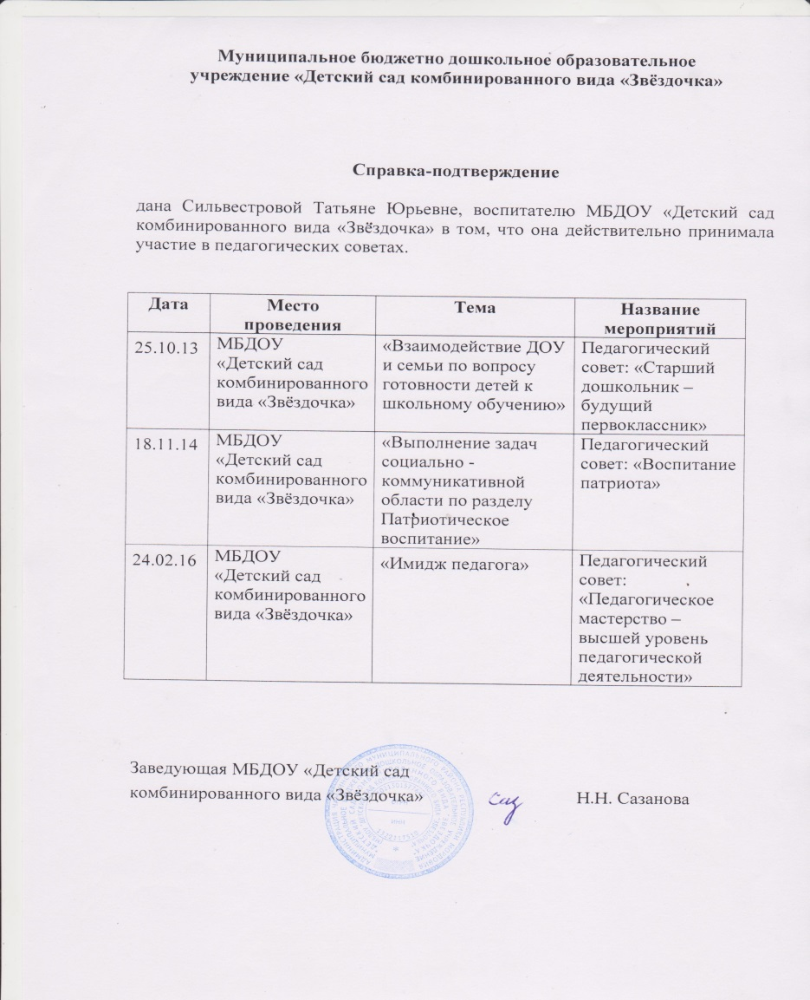 Муниципальное бюджетно дошкольное образовательное
учреждение «Детский сад комбинированного вида «Звёздочка»
Справка-подтверждение
дана Сильвестровой Татьяне Юрьевне, воспитателю МБДОУ «Детский сад
комбинированного вида «Звёздочка» в том, что она действительно принимала
участие в педагогических советах.
Дата
Место
проведения
Тема
Название
мероприятий
25.10.13
МБДОУ
«Детский сад
комбинированного
вида «Звёздочка»
«Взаимодействие ДОУ
и семьи по вопросу
готовности детей к
школьному обучению»
Педагогический
совет: «Старший
дошкольник –
будущий
первоклассник»
18.11.14
МБДОУ
«Детский сад
комбинированного
вида «Звёздочка»
«Выполнение задач
социально -
коммуникативной
области по разделу
Патриотическое
воспитание»
Педагогический
совет: «Воспитание
патриота»
24.02.16
МБДОУ
«Детский сад
комбинированного
вида «Звёздочка»
«Имидж педагога»
Педагогический
совет:
«Педагогическое
мастерство –
высшей уровень
педагогической
деятельности»
Заведующая МБДОУ «Детский сад
комбинированного вида «Звёздочка»
Н.Н. Сазанова